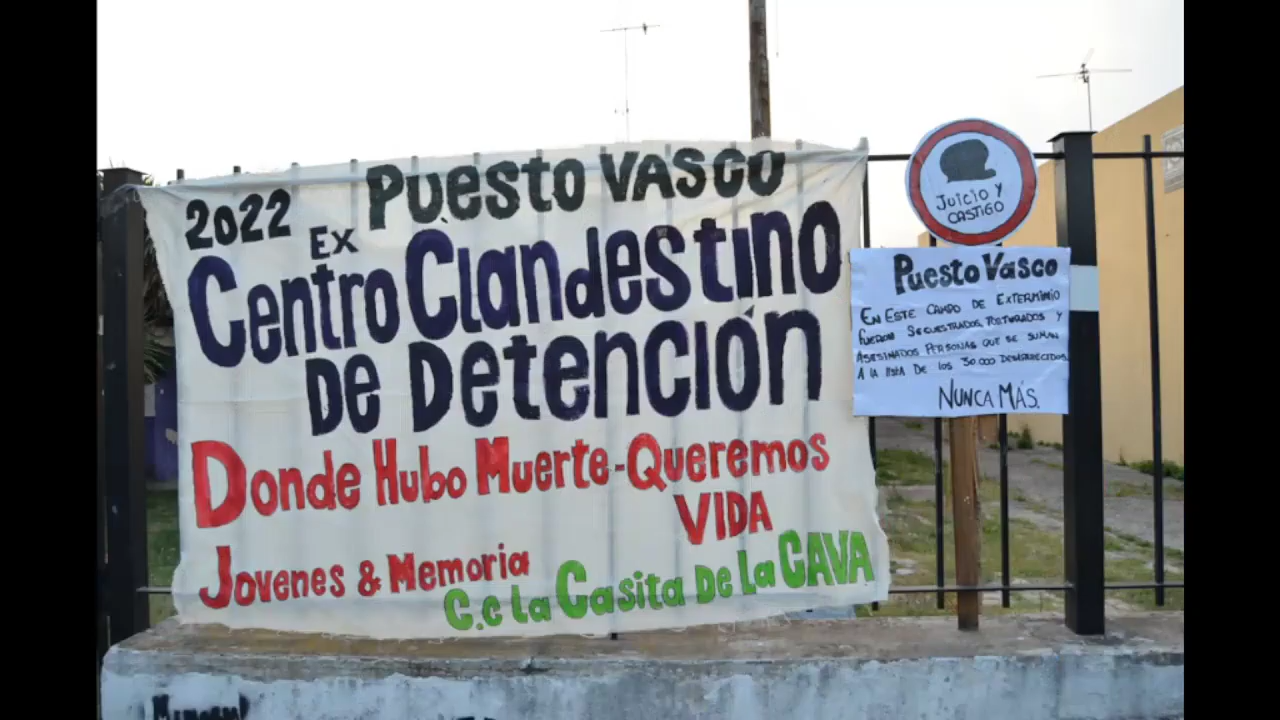 2022 PUESTO VASCO
EX
CENTRO CLANDESTINO
DE DETENCIÓN
DONDE HUBO MUERTE - QUEREMOS
VIDA
JOVENES & MEMORIA
C.C LA CASITA DE LA CAVA
JUICIO Y
CASTIGO
Puesto Vasco
EN ESTE CAMPO DE EXTERMINIO
FUERON SECUESTRADOS, TORTURADOS Y
ASESINADOS PERSONAS QUE SE SUMAN
A LA LISTA DE LOS 30.000 DESAPARECIDOS.
NUNCA MÁS.